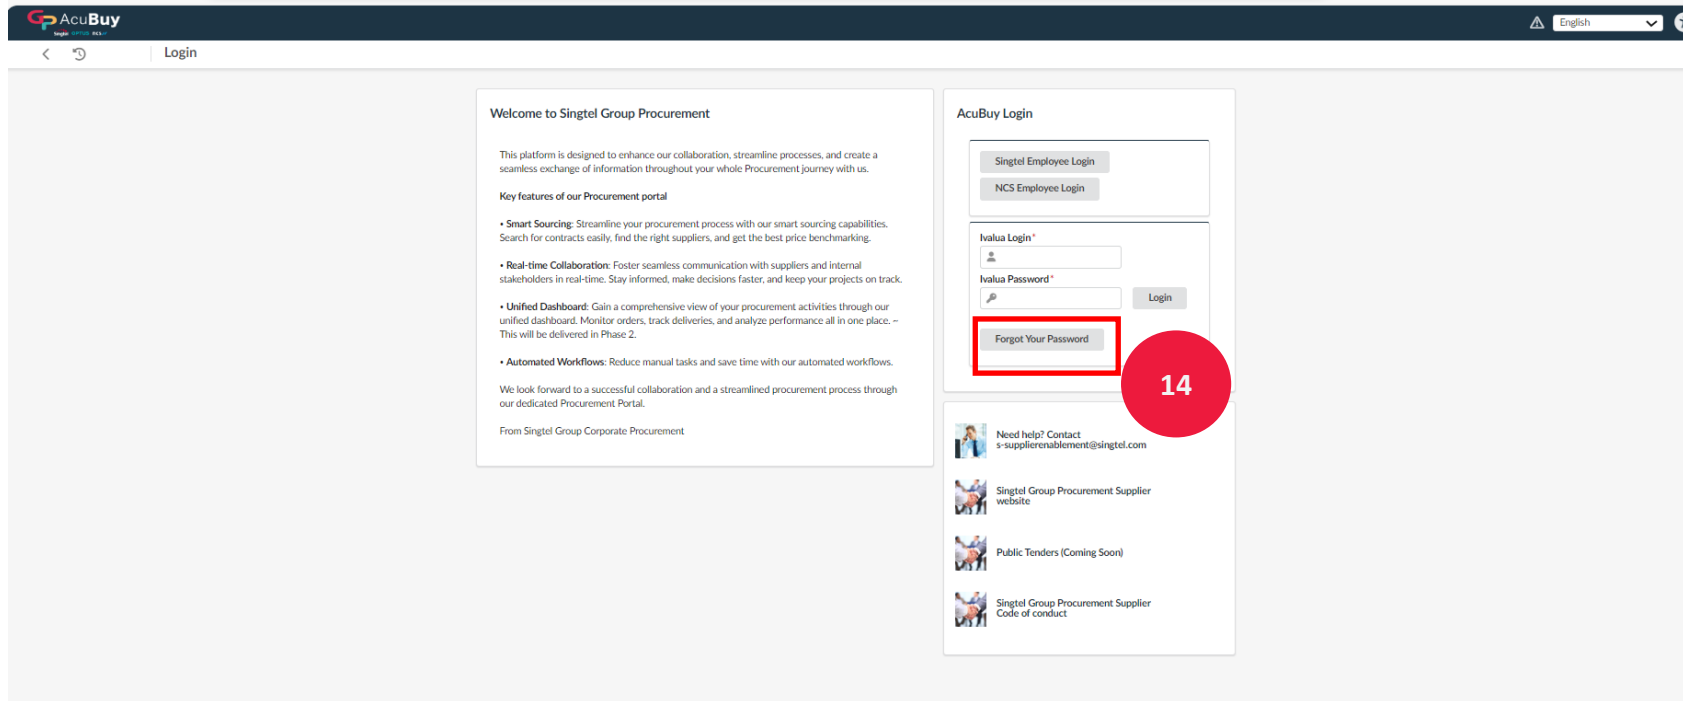 GP AcuBuy
Singtel OPTUS NCS
English
Login
Welcome to Singtel Group Procurement
This platform is designed to enhance our collaboration, streamline processes, and create a
seamless exchange of information throughout your whole Procurement journey with us.
Key features of our Procurement portal
• Smart Sourcing: Streamline your procurement process with our smart sourcing capabilities.
Search for contracts easily, find the right suppliers, and get the best price benchmarking.
• Real-time Collaboration: Foster seamless communication with suppliers and internal
stakeholders in real-time. Stay informed, make decisions faster, and keep your projects on track.
• Unified Dashboard: Gain a comprehensive view of your procurement activities through our
unified dashboard. Monitor orders, track deliveries, and analyze performance all in one place. ~
This will be delivered in Phase 2.
• Automated Workflows: Reduce manual tasks and save time with our automated workflows.
We look forward to a successful collaboration and a streamlined procurement process through
our dedicated Procurement Portal.
From Singtel Group Corporate Procurement
AcuBuy Login
Singtel Employee Login
NCS Employee Login
Ivalua Login*
Ivalua Password*
Login
Forgot Your Password
14
Need help? Contact
s-supplierenablement@singtel.com
Singtel Group Procurement Supplier
website
Public Tenders (Coming Soon)
Singtel Group Procurement Supplier
Code of conduct